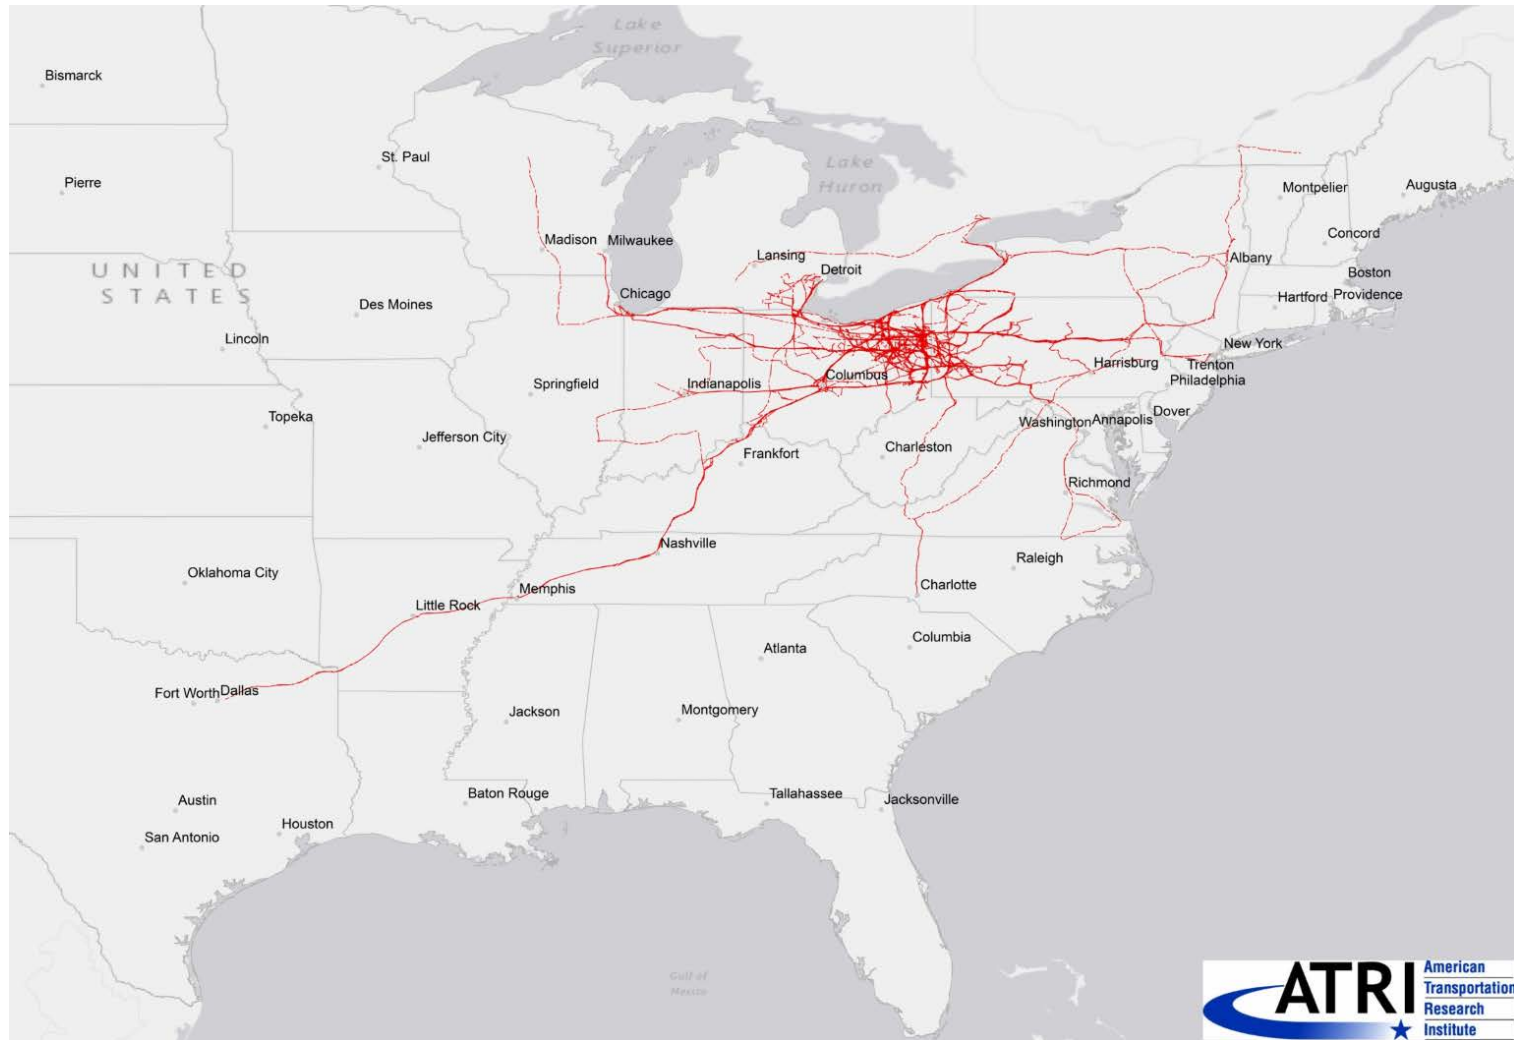 Lake
Superior
Bismarck
St. Paul
Lake
Huron
Pierre
Montpelier
Augusta
Madison
Milwaukee
Concord
Lansing
Albany
UNITED
STATES
Detroit
Boston
Chicago
Hartford
Providence
Des Moines
Lincoln
New York
Harrisburg
Trenton
Columbus
Philadelphia
Springfield
Indianapolis
Topeka
Dover
Washington
Annapolis
Jefferson City
Charleston
Frankfort
Richmond
Nashville
Raleigh
Oklahoma City
Charlotte
Memphis
Little Rock
Columbia
Atlanta
Fort Worth
Dallas
Jackson
Montgomery
Baton Rouge
Tallahassee
Jacksonville
Austin
Houston
San Antonio
Gulf of
Mexico
ATRI
American
Transportation
Research
Institute